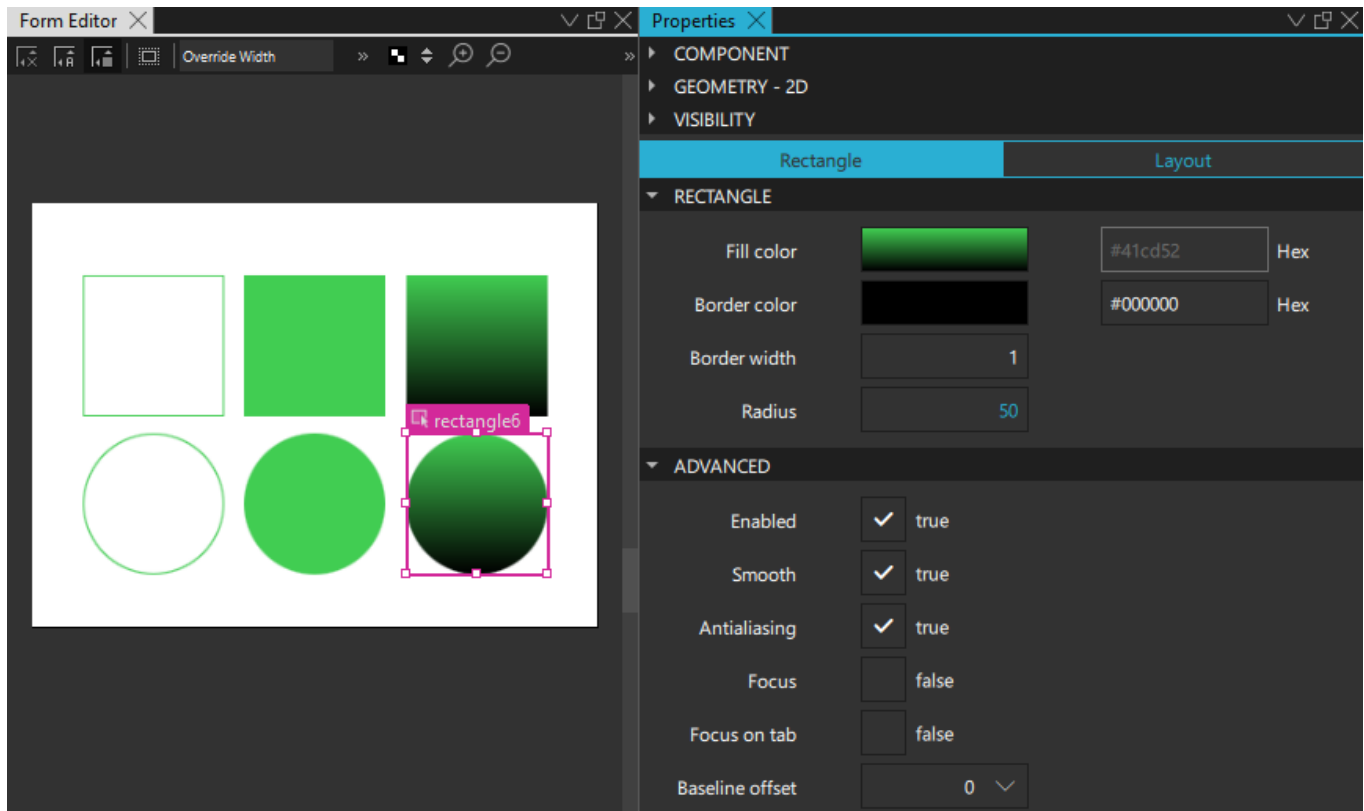 Form Editor
Override Width
rectangle6
Properties
COMPONENT
GEOMETRY - 2D
VISIBILITY
Rectangle Layout
RECTANGLE
Fill color #41cd52 Hex
Border color #000000 Hex
Border width 1
Radius 50
ADVANCED
Enabled true
Smooth true
Antialiasing true
Focus false
Focus on tab false
Baseline offset 0